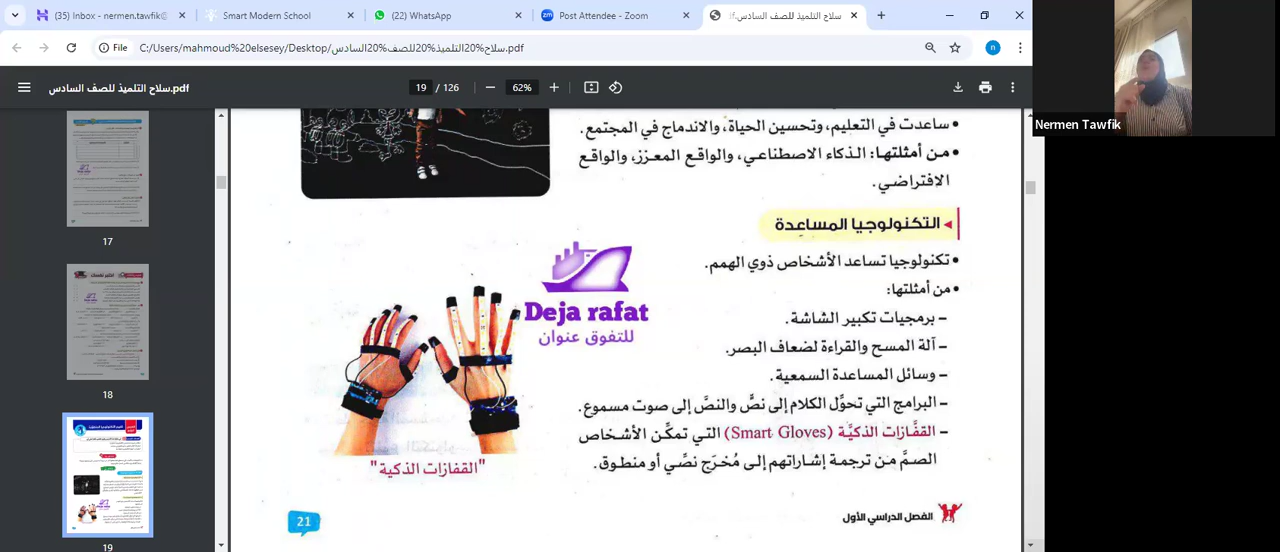 (35) Inbox - nermen.tawfik@
Smart Modern School
(22) WhatsApp
Post Attendee - Zoom
سلاح التلميذ للصف السادس.pdf
File
C:/Users/mahmoud%20elsesey/Desktop/سلاح%20التلميذ%20للصف%20السادس.pdf
n
سلاح التلميذ للصف السادس.pdf
19 / 126
62%
Nermen Tawfik
ساعدت في التعليم، وتحسين الحياة، والاندماج في المجتمع.
من أمثلتها: الذكاء الاصطناعي، والواقع المعزز، والواقع
الافتراضي.
التكنولوجيا المساعدة
تكنولوجيا تساعد الأشخاص ذوي الهمم.
من أمثلتها:
– برمجيات تكبير الشاشة.
– آلة المسح والقراءة لضعاف البصر.
– وسائل المساعدة السمعية.
– البرامج التي تحوِّل الكلام إلى نصٍّ والنصَّ إلى صوت مسموع.
– القفَّازات الذكيَّة (Smart Gloves) التي تمكِّن الأشخاص
الصمَّ من ترجمة إشاراتهم إلى مُخرَج نصِّي أو منطوق.
Deja rafat
للتفوق عنوان
"القفازات الذكية"
الفصل الدراسي الأول
17
18
19